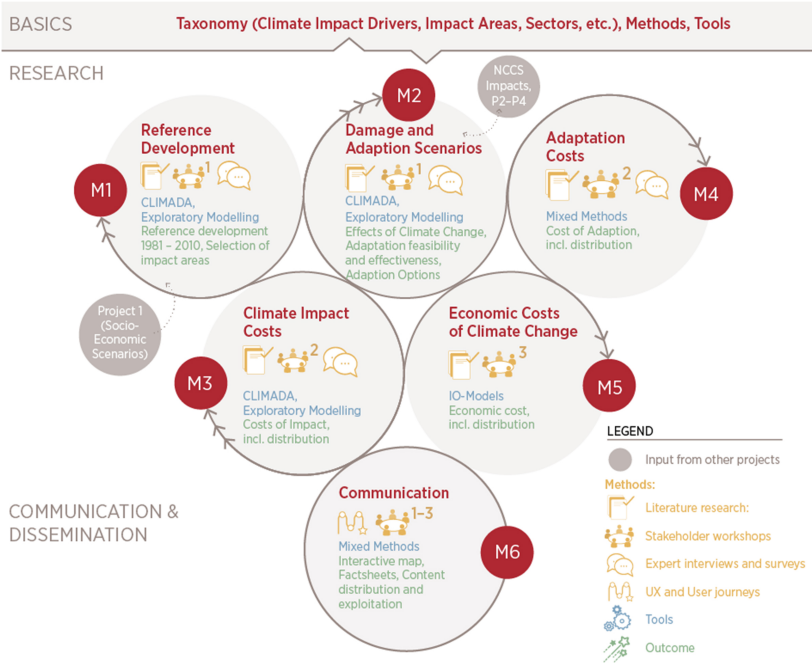 BASICS
Taxonomy (Climate Impact Drivers, Impact Areas, Sectors, etc.), Methods, Tools
RESEARCH
M1
Reference
Development
1
CLIMADA,
Exploratory Modelling
Reference development
1981 – 2010, Selection of
impact areas
Project 1
(Socio-
Economic
Scenarios)
M2
NCCS
Impacts,
P2–P4
Damage and
Adaption Scenarios
1
CLIMADA,
Exploratory Modelling
Effects of Climate Change,
Adaptation feasibility
and effectiveness,
Adaption Options
M4
Adaptation
Costs
2
Mixed Methods
Cost of Adaption,
incl. distribution
M3
Climate Impact
Costs
2
CLIMADA,
Exploratory Modelling
Costs of Impact,
incl. distribution
M5
Economic Costs
of Climate Change
3
IO-Models
Economic cost,
incl. distribution
COMMUNICATION &
DISSEMINATION
M6
Communication
1–3
Mixed Methods
Interactive map,
Factsheets, Content
distribution and
exploitation
LEGEND
Input from other projects
Methods:
Literature research:
Stakeholder workshops
Expert interviews and surveys
UX and User journeys
Tools
Outcome